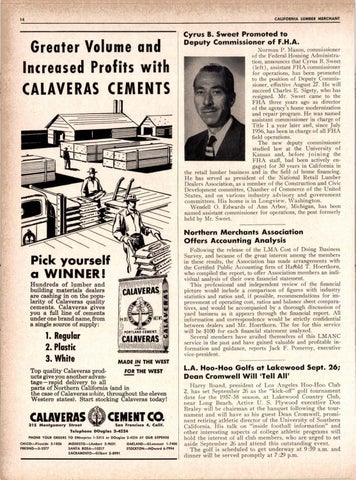 14
CALIFORNIA LUMBER MERCHANT
Greater Volume and
Increased Profits with
CALAVERAS CEMENTS
Pick yourself
a WINNER!
Hundreds of lumber and
building materials dealers
are cashing in on the popu-
larity of Calaveras quality
cements. Calaveras gives
you a full line of cements
under one brand name, from
a single source of supply:
1. Regular
2. Plastic
3. White
CALAVERAS
PORTLAND CEMENT
CALAVERAS
MADE IN THE WEST
FOR THE WEST
Top quality Calaveras prod-
ucts give you another advan-
tage—rapid delivery to all
parts of Northern California (and in
the case of Calaveras white, throughout the eleven
Western states). Start stocking Calaveras today!
CALAVERAS CEMENT CO.
315 Montgomery Street San Francisco 4, Calif.
Telephone DOuglas 2-4224
Cyrus B. Sweet Promoted to
Deputy Commissioner of F.H.A.
Norman P. Mason, commissioner
of the Federal Housing Administra-
tion, announces that Cyrus B. Sweet
(left), assistant FHA commissioner
for operations, has been promoted
to the position of Deputy Commis-
sioner, effective August 27. He will
succeed Charles E. Sigety, who has
resigned. Mr. Sweet came to the
FHA three years ago as director
of the agency's home modernization
and repair program. He was named
assistant commissioner in charge of
Title 1 a year later and, since July
1956, has been in charge of all FHA
field operations.
The new deputy commissioner
studied law at the University of
Kansas and, before joining the
FHA staff, had been actively en-
gaged for 30 years in California in
the retail lumber business and in the field of home financing.
He has served as president of the National Retail Lumber
Dealers Association, as a member of the Construction and Civic
Development committee, Chamber of Commerce of the United
States, and on various industry advisory and government
committees. His home is in Longview, Washington.
Wendell O. Edwards of Ann Arbor, Michigan, has been
named assistant commissioner for operations, the post formerly
held by Mr. Sweet.
Northern Merchants Association
Offers Accounting Analysis
Following the release of the LMA Cost of Doing Business
Survey, and because of the great interest among the members
in these results, the Association has made arrangements with
the Certified Public Accounting firm of Harold T. Hoertkorn,
who compiled the report, to offer Association members an indi-
vidual analysis of their own financial statement.
This professional and independent review of the financial
picture would include a comparison of figures with industry
statistics and ratios and, if possible, recommendations for im-
provement of operating cost, ratios and balance sheet compara-
tives, and would be accompanied by a thorough review of the
yard business as it appears through the financial report. All
information and correspondence would be strictly confidential
between dealers and Mr. Hoertkorn. The fee for this service
will be $100 for each financial statement analyzed.
Several members have availed themselves of this LMANC
service in the past and have gained valuable and profitable in-
formation and guidance, reports Jack F. Pomeroy, executive
vice-president.
L.A. Hoo-Hoo Golfs at Lakewood Sept. 26;
Dean Cromwell Will 'Tell All'
Harry Boand, president of Los Angeles Hoo-Hoo Club
2, has set September 26 as the "kick-off" golf tournament
date for the 1957-58 season, at Lakewood Country Club,
near Long Beach. Active U. S. Plywood executive Don
Braley will be chairman of the banquet following the tour-
nament and will have as his guest Dean Cromwell, promi-
nent retiring athletic director of the University of Southern
California. His talk on "inside football information" and
other interesting aspects of college athletic programs will
hold the interest of all club members, who are urged to set
aside September 26 and attend this outstanding event.
The golf is scheduled to get underway at 9:30 a.m. and
dinner will be served promptly at 7:29 p.m.